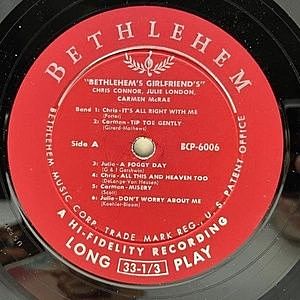 BETHLEHEM
"BETHLEHEM'S GIRLFRIEND'S"
CHRIS CONNOR, JULIE LONDON,
CARMEN McRAE
Band 1: Chris-IT'S ALL RIGHT WITH ME
(Porter)
2: Carmen-TIP TOE GENTLY
(Girard-Mathews)
Side A
BCP-6006
3: Julie-A FOGGY DAY
(G & I Gershwin)
4: Chris-ALL THIS AND HEAVEN TOO
(DeLange-Van Heusen)
5: Carmen-MISERY
(Scott)
6: Julie-DON'T WORRY ABOUT ME
(Koehler-Bloom)
BETHLEHEM MUSIC CORP. TRADE MARK REG., U.S. PATENT OFFICE
A HI-FIDELITY RECORDING
LONG 33-1/3 PLAY